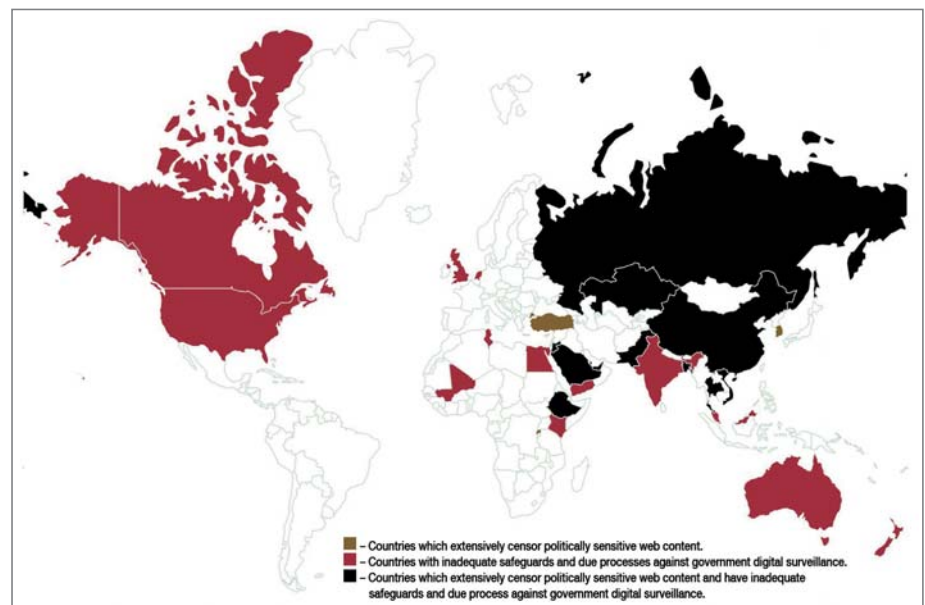 – Countries which extensively censor politically sensitive web content.
– Countries with inadequate safeguards and due processes against government digital surveillance.
– Countries which extensively censor politically sensitive web content and have inadequate
safeguards and due process against government digital surveillance.